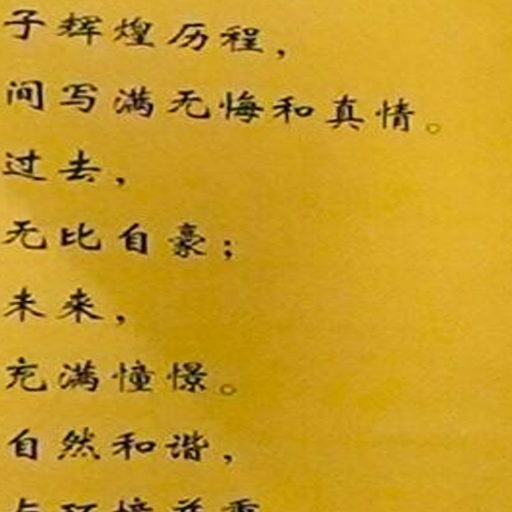 子辉煌历程，
间写满无悔和真情。
过去，
无比自豪；
未来，
充满憧憬。
自然和谐，